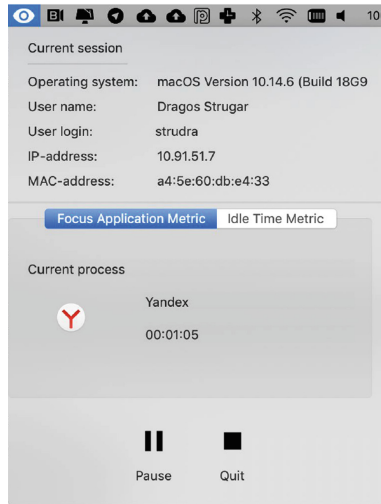 10
Current session
Operating system: macOS Version 10.14.6 (Build 18G9
User name: Dragos Strugar
User login: strudra
IP-address: 10.91.51.7
MAC-address: a4:5e:60:db:e4:33
Focus Application Metric Idle Time Metric
Current process
Yandex
00:01:05
Pause Quit